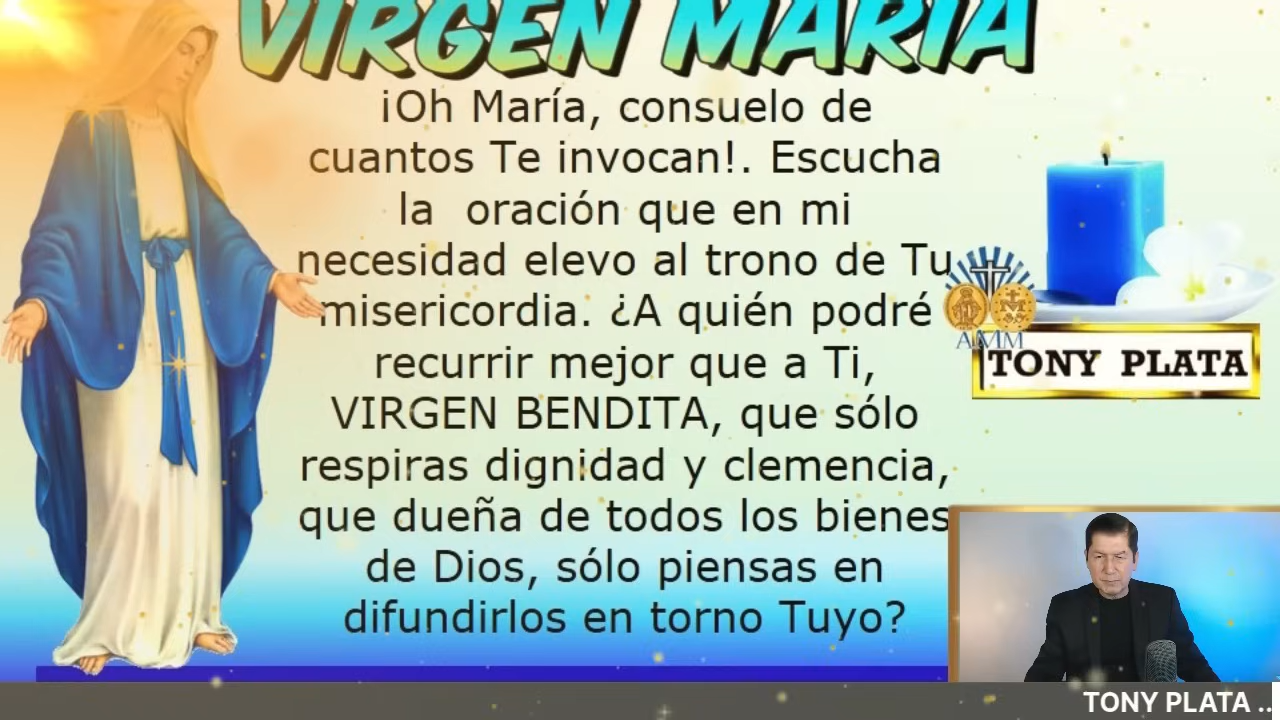 VIRGEN MARIA
¡Oh María, consuelo de
cuantos Te invocan!. Escucha
la oración que en mi
necesidad elevo al trono de Tu
misericordia. ¿A quién podré
recurrir mejor que a Ti,
VIRGEN BENDITA, que sólo
respiras dignidad y clemencia,
que dueña de todos los bienes
de Dios, sólo piensas en
difundirlos en torno Tuyo?
AMM
TONY PLATA
TONY PLATA ..